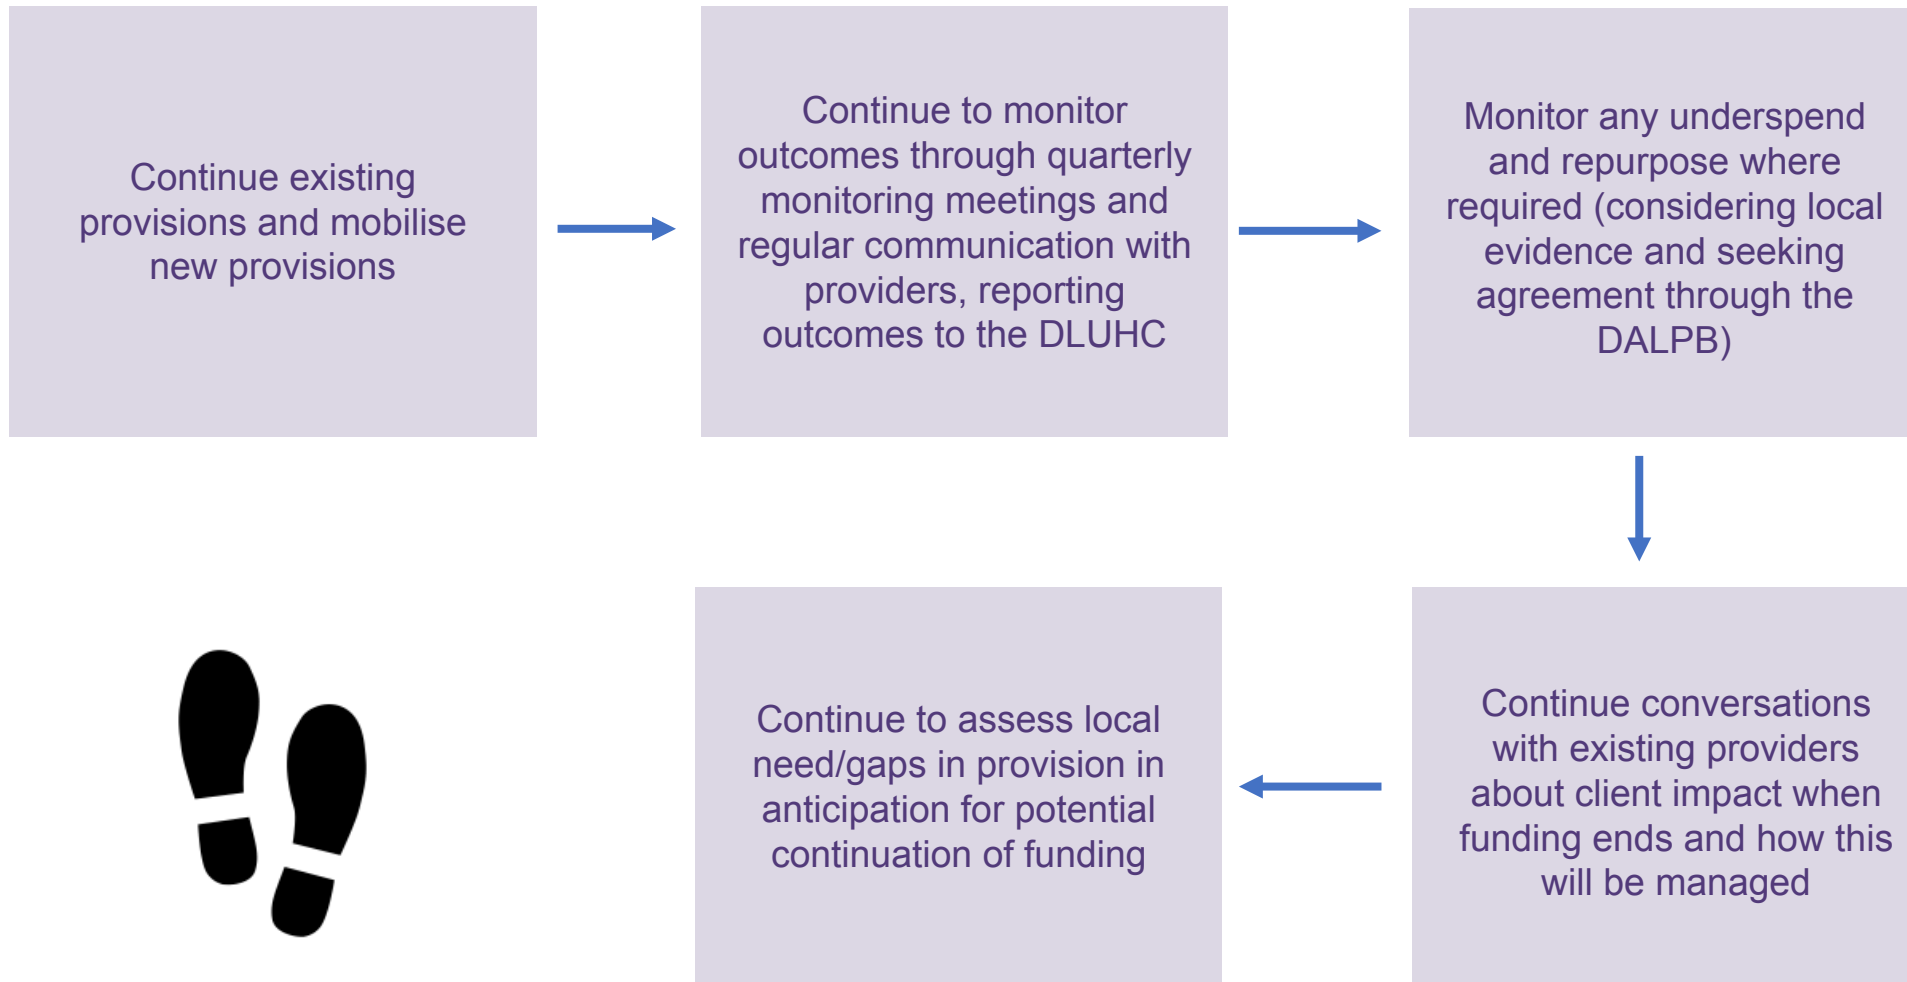 Continue existing
provisions and mobilise
new provisions
Continue to monitor
outcomes through quarterly
monitoring meetings and
regular communication with
providers, reporting
outcomes to the DLUHC
Monitor any underspend
and repurpose where
required (considering local
evidence and seeking
agreement through the
DALPB)
Continue conversations
with existing providers
about client impact when
funding ends and how this
will be managed
Continue to assess local
need/gaps in provision in
anticipation for potential
continuation of funding